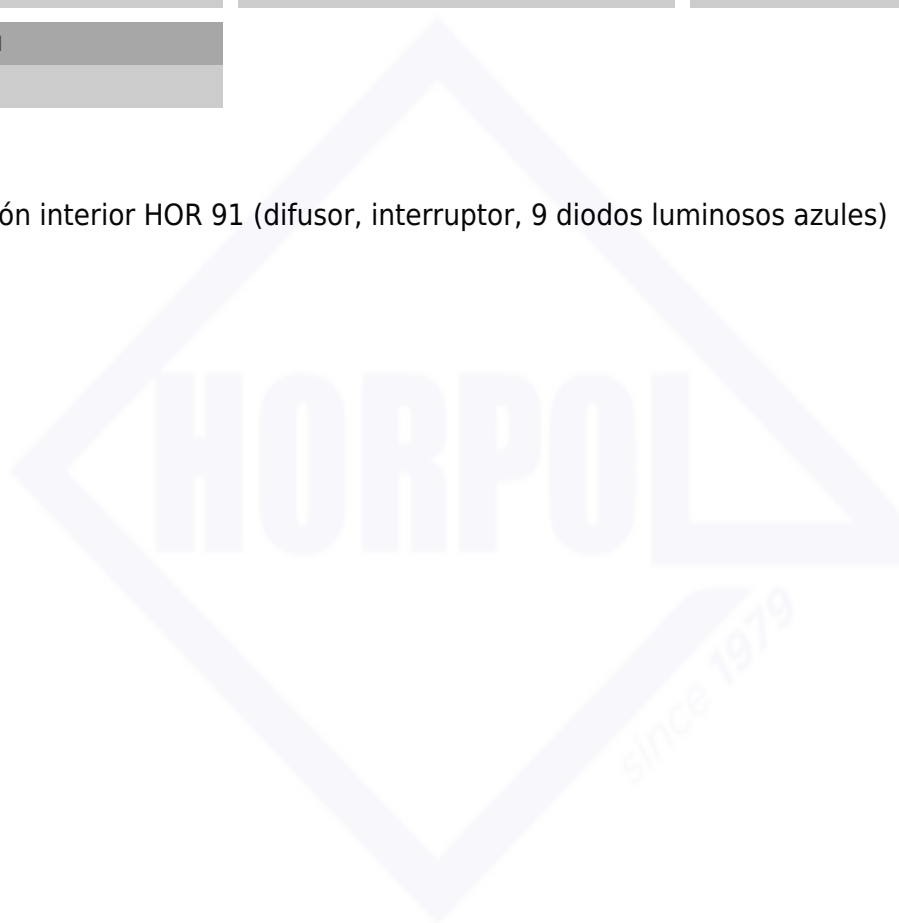 ón interior HOR 91 (difusor, interruptor, 9 diodos luminosos azules)
HORPOL
since 1979